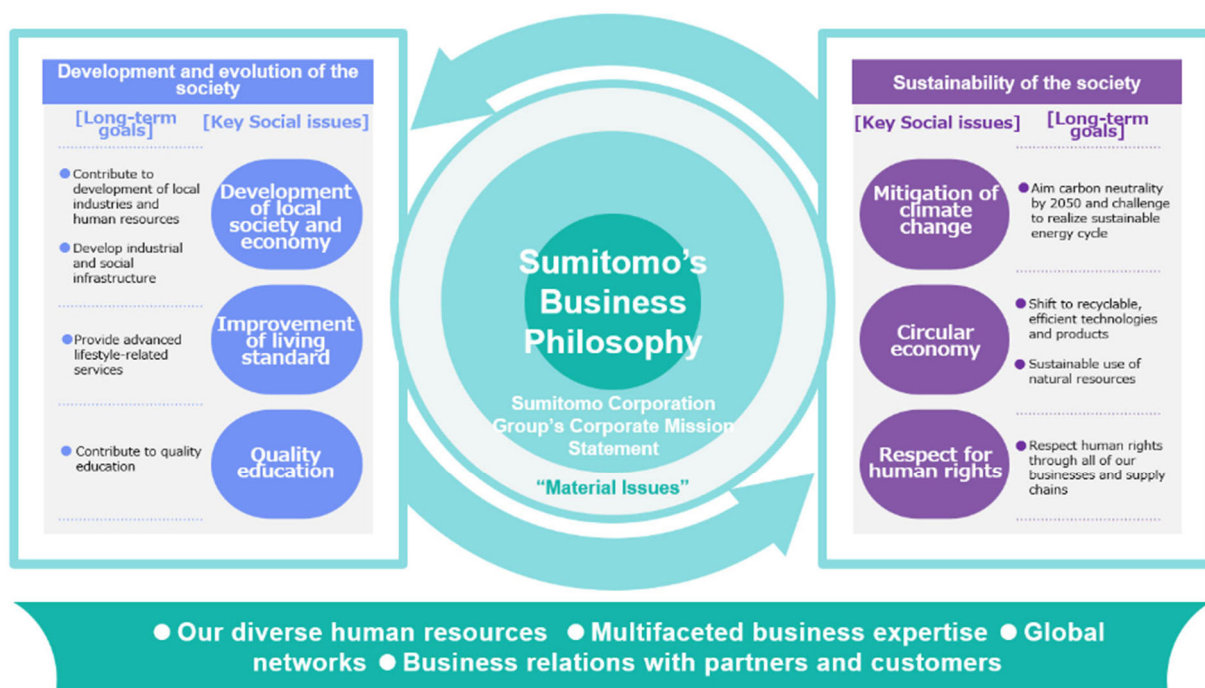 Development and evolution of the
society
[Long-term
goals]
[Key Social issues]
● Contribute to
development of local
industries and
human resources
● Develop industrial
and social
infrastructure
Development
of local
society and
economy
● Provide advanced
lifestyle-related
services
Improvement
of living
standard
● Contribute to quality
education
Quality
education
Sumitomo’s
Business
Philosophy
Sumitomo Corporation
Group’s Corporate Mission
Statement
“Material Issues”
Sustainability of the society
[Key Social issues]
[Long-term
goals]
Mitigation of
climate
change
● Aim carbon neutrality
by 2050 and challenge
to realize sustainable
energy cycle
Circular
economy
● Shift to recyclable,
efficient technologies
and products
● Sustainable use of
natural resources
Respect for
human rights
● Respect human rights
through all of our
businesses and supply
chains
● Our diverse human resources ● Multifaceted business expertise ● Global
networks ● Business relations with partners and customers